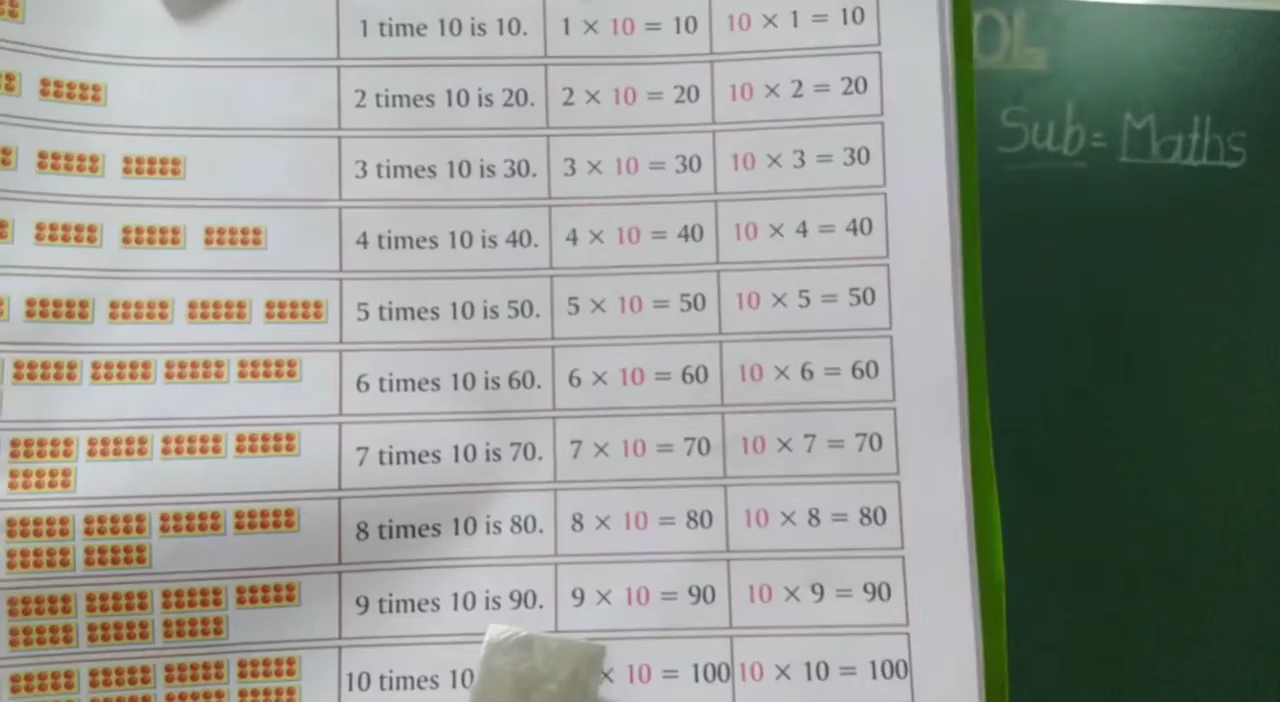 1 time 10 is 10. 1 × 10 = 10 10 × 1 = 10
2 times 10 is 20. 2 × 10 = 20 10 × 2 = 20
3 times 10 is 30. 3 × 10 = 30 10 × 3 = 30
4 times 10 is 40. 4 × 10 = 40 10 × 4 = 40
5 times 10 is 50. 5 × 10 = 50 10 × 5 = 50
6 times 10 is 60. 6 × 10 = 60 10 × 6 = 60
7 times 10 is 70. 7 × 10 = 70 10 × 7 = 70
8 times 10 is 80. 8 × 10 = 80 10 × 8 = 80
9 times 10 is 90. 9 × 10 = 90 10 × 9 = 90
10 times 10 × 10 = 100 10 × 10 = 100
OL
Sub = Maths